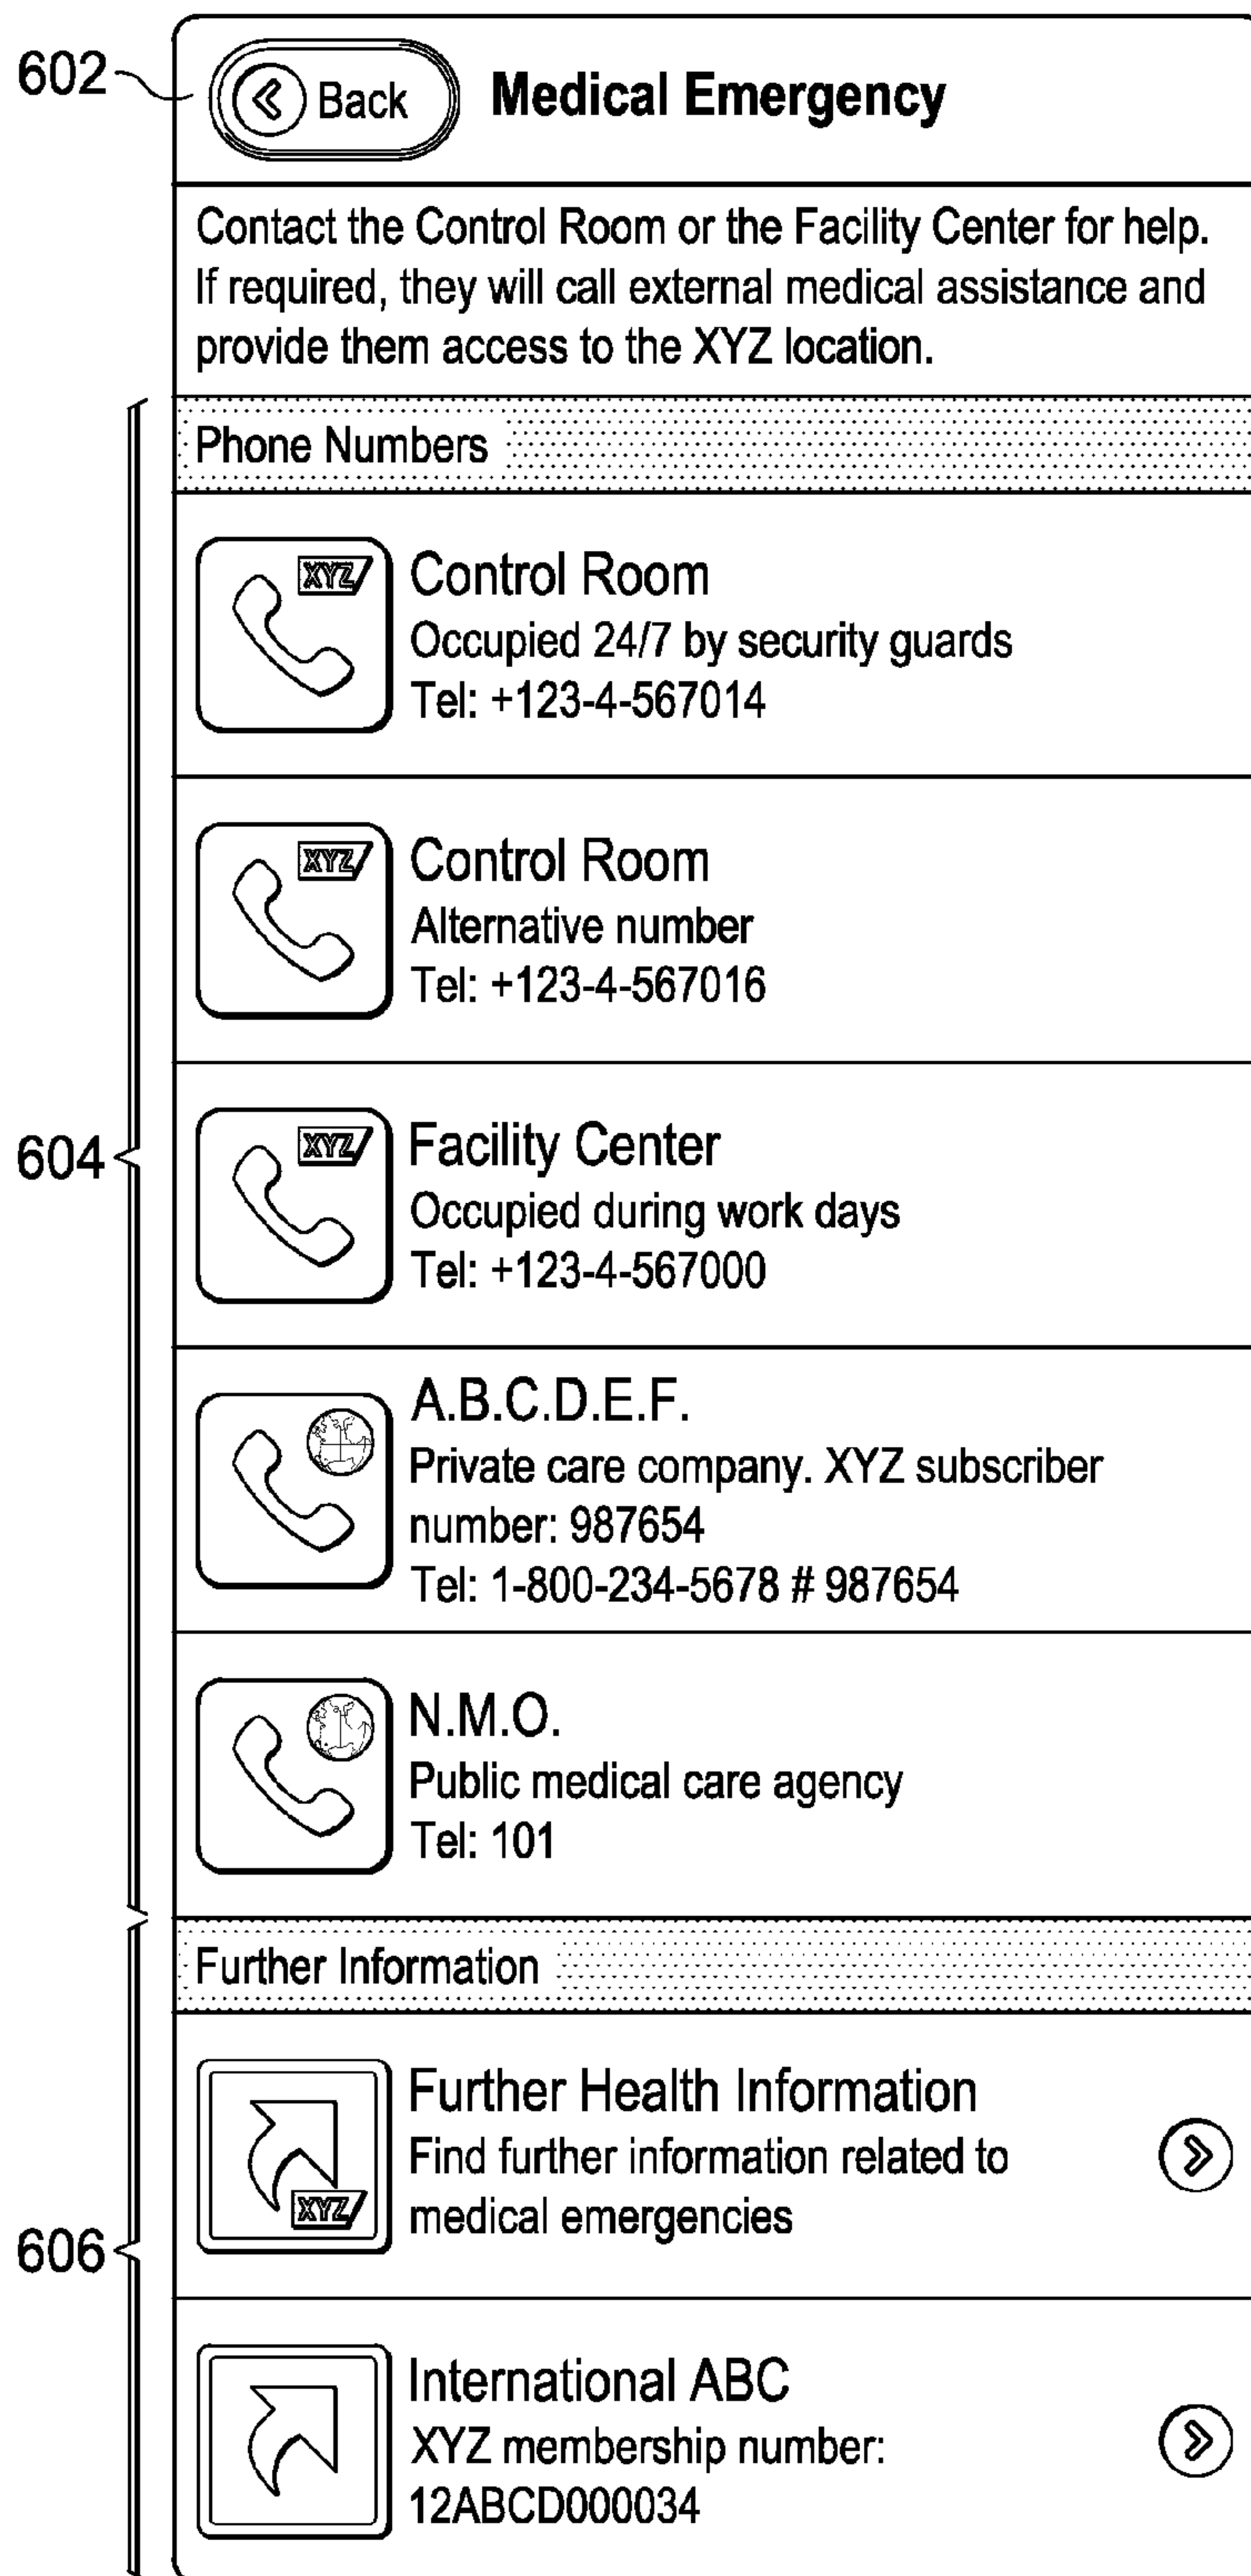 602
Back
Medical Emergency
Contact the Control Room or the Facility Center for help.
If required, they will call external medical assistance and
provide them access to the XYZ location.
Phone Numbers
604
XYZ
Control Room
Occupied 24/7 by security guards
Tel: +123-4-567014
XYZ
Control Room
Alternative number
Tel: +123-4-567016
XYZ
Facility Center
Occupied during work days
Tel: +123-4-567000
A.B.C.D.E.F.
Private care company. XYZ subscriber
number: 987654
Tel: 1-800-234-5678 # 987654
N.M.O.
Public medical care agency
Tel: 101
Further Information
606
XYZ
Further Health Information
Find further information related to
medical emergencies
International ABC
XYZ membership number:
12ABCD000034